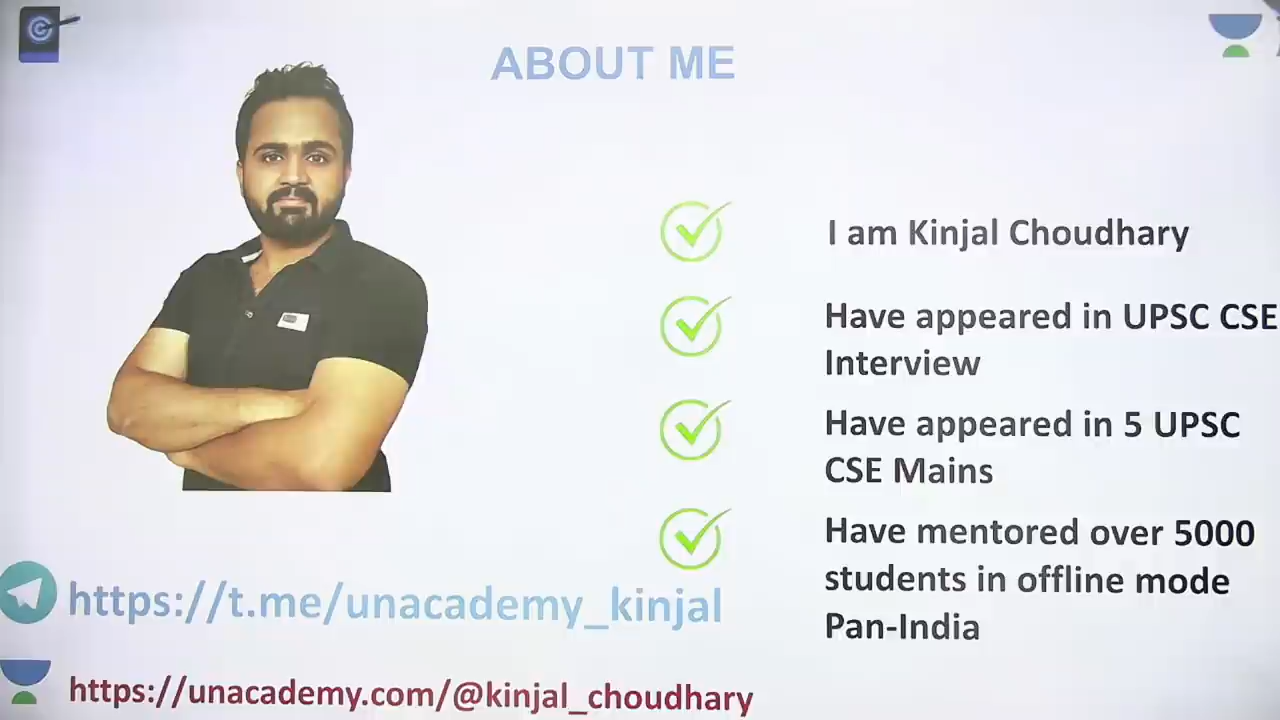 ABOUT ME
I am Kinjal Choudhary
Have appeared in UPSC CSE
Interview
Have appeared in 5 UPSC
CSE Mains
Have mentored over 5000
students in offline mode
Pan-India
https://t.me/unacademy_kinjal
https://unacademy.com/@kinjal_choudhary